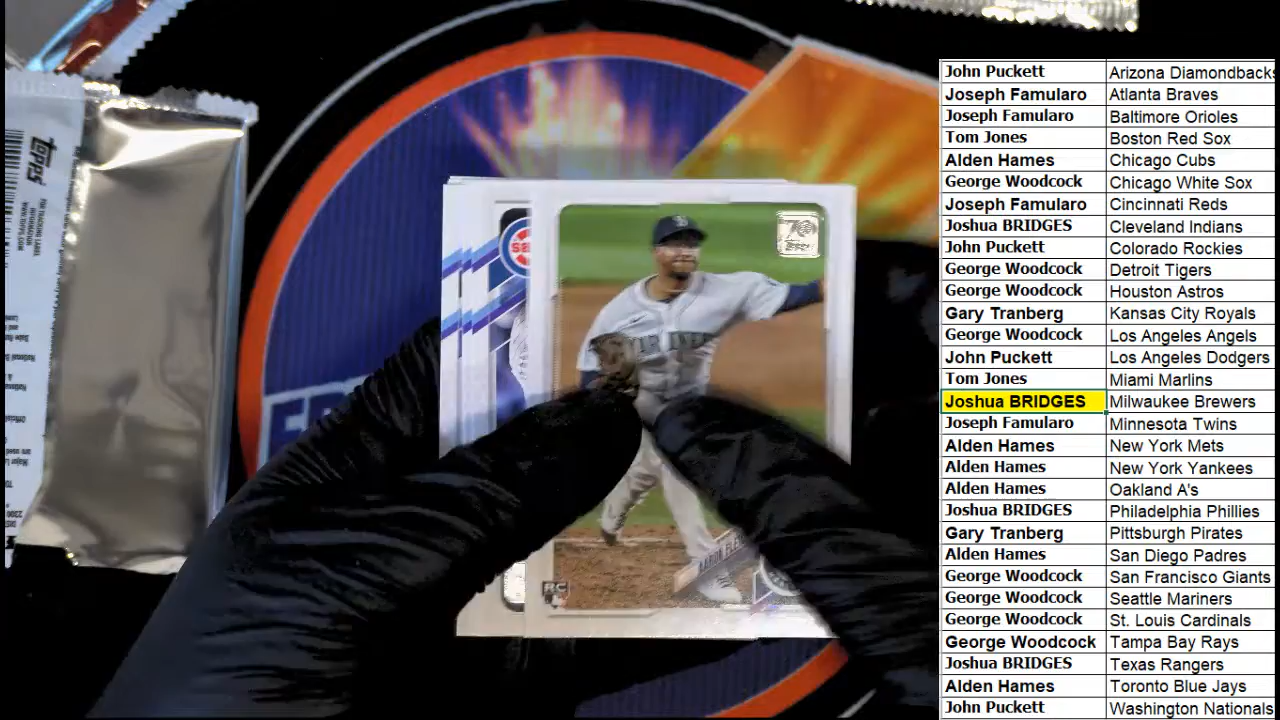 John Puckett Arizona Diamondbacks
Joseph Famularo Atlanta Braves
Joseph Famularo Baltimore Orioles
Tom Jones Boston Red Sox
Alden Hames Chicago Cubs
George Woodcock Chicago White Sox
Joseph Famularo Cincinnati Reds
Joshua BRIDGES Cleveland Indians
John Puckett Colorado Rockies
George Woodcock Detroit Tigers
George Woodcock Houston Astros
Gary Tranberg Kansas City Royals
George Woodcock Los Angeles Angels
John Puckett Los Angeles Dodgers
Tom Jones Miami Marlins
Joshua BRIDGES Milwaukee Brewers
Joseph Famularo Minnesota Twins
Alden Hames New York Mets
Alden Hames New York Yankees
Alden Hames Oakland A's
Joshua BRIDGES Philadelphia Phillies
Gary Tranberg Pittsburgh Pirates
Alden Hames San Diego Padres
George Woodcock San Francisco Giants
George Woodcock Seattle Mariners
George Woodcock St. Louis Cardinals
George Woodcock Tampa Bay Rays
Joshua BRIDGES Texas Rangers
Alden Hames Toronto Blue Jays
John Puckett Washington Nationals
topps
FOR TRACKING LABEL
INFORMATION
70
RC
AARON